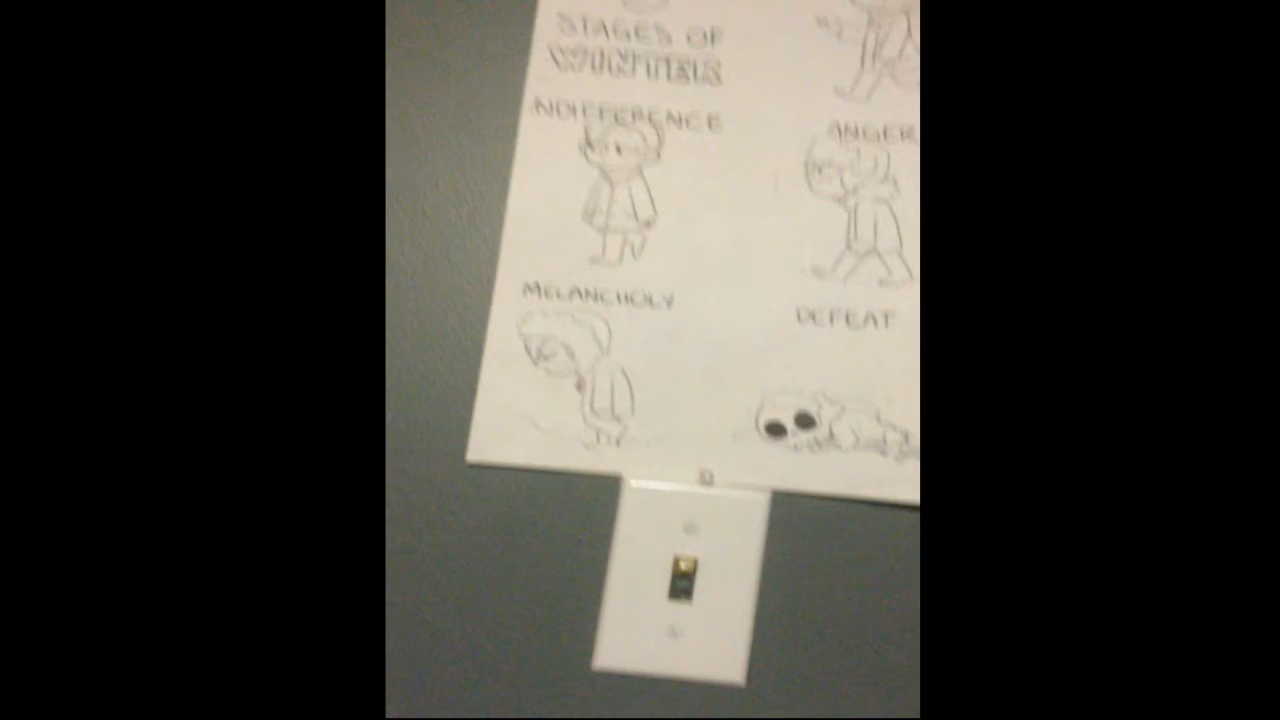 STAGES OF
WINTER
INDIFFERENCE
ANGER
MELANCHOLY
DEFEAT